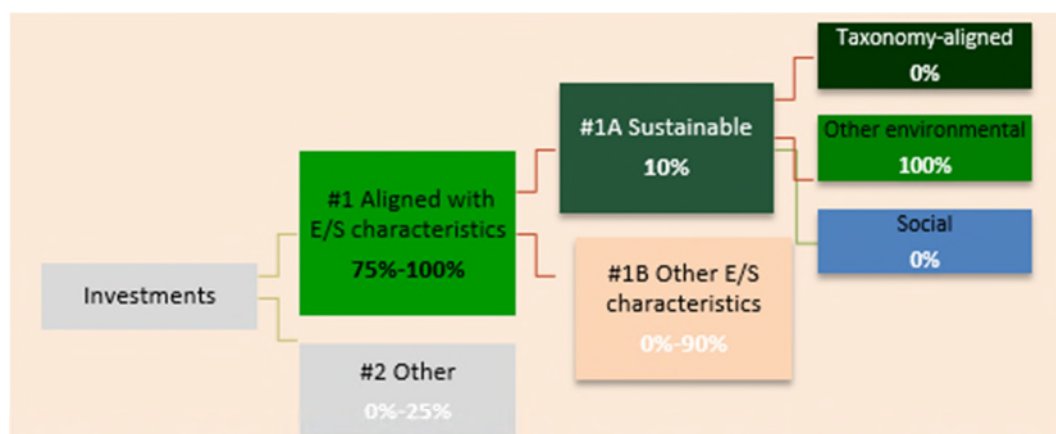 Taxonomy-aligned
0%
#1A Sustainable
10%
Other environmental
100%
#1 Aligned with
E/S characteristics
75%-100%
Social
0%
#1B Other E/S
characteristics
0%-90%
Investments
#2 Other
0%-25%